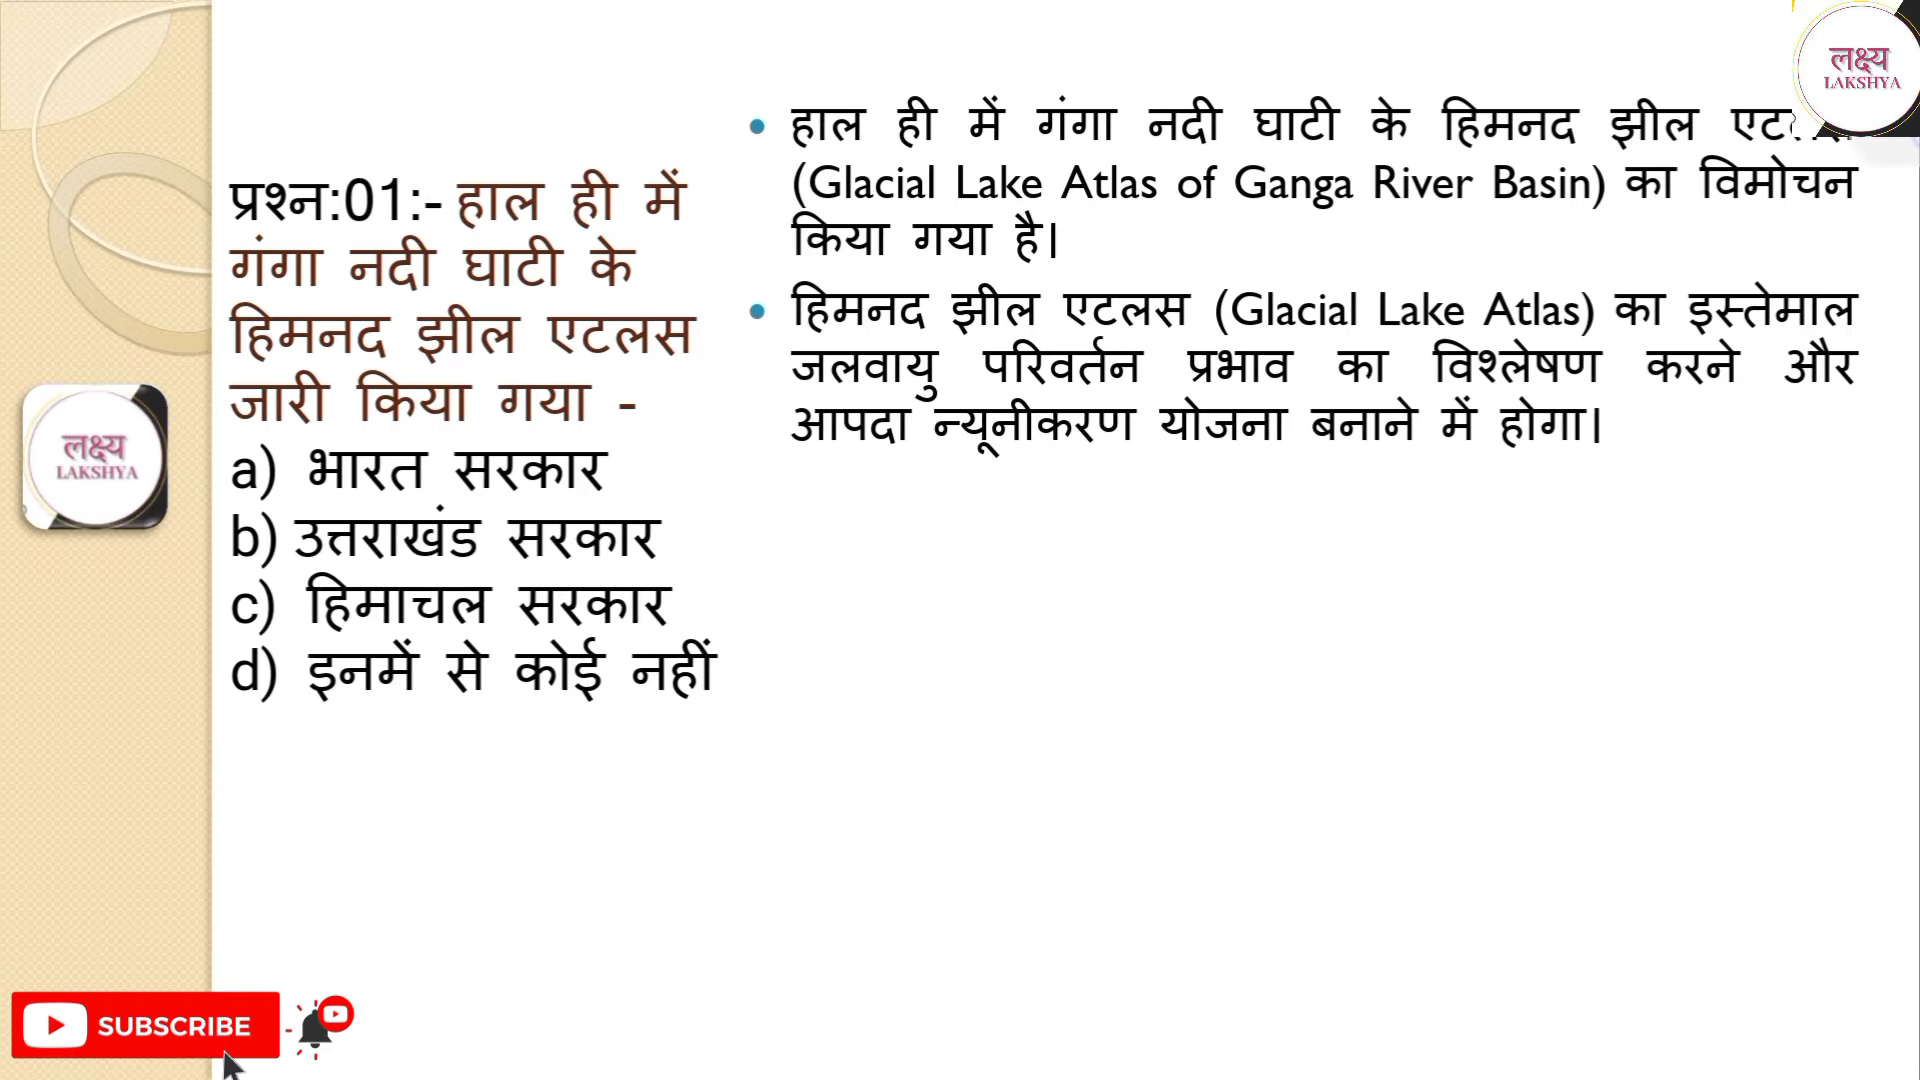 प्रश्न:01:- हाल ही में
गंगा नदी घाटी के
हिमनद झील एटलस
जारी किया गया -
a) भारत सरकार
b) उत्तराखंड सरकार
c) हिमाचल सरकार
d) इनमें से कोई नहीं
हाल ही में गंगा नदी घाटी के हिमनद झील
(Glacial Lake Atlas of Ganga River Basin) का विमोचन
किया गया है।
हिमनद झील एटलस (Glacial Lake Atlas) का इस्तेमाल
जलवायु परिवर्तन प्रभाव का विश्लेषण करने और
आपदा न्यूनीकरण योजना बनाने में होगा।
लक्ष्य
LAKSHYA
लक्ष्य
LAKSHYA
SUBSCRIBE